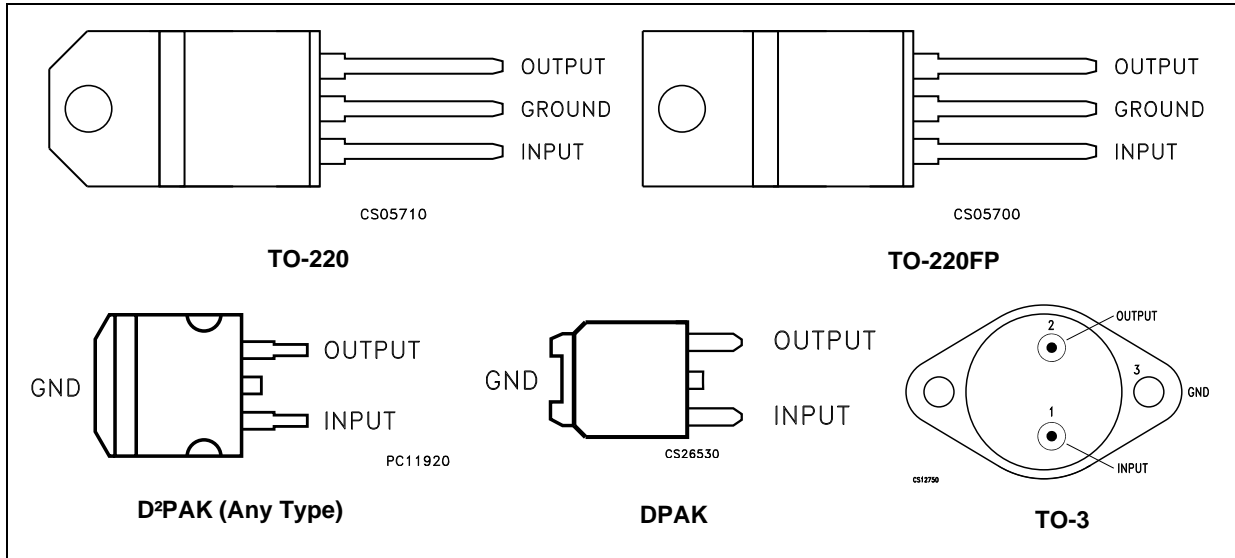 OUTPUT
GROUND
INPUT
CS05710
TO-220
OUTPUT
GROUND
INPUT
CS05700
TO-220FP
GND
OUTPUT
INPUT
PC11920
D²PAK (Any Type)
GND
OUTPUT
INPUT
CS26530
DPAK
2
OUTPUT
3
GND
1
INPUT
CS12750
TO-3